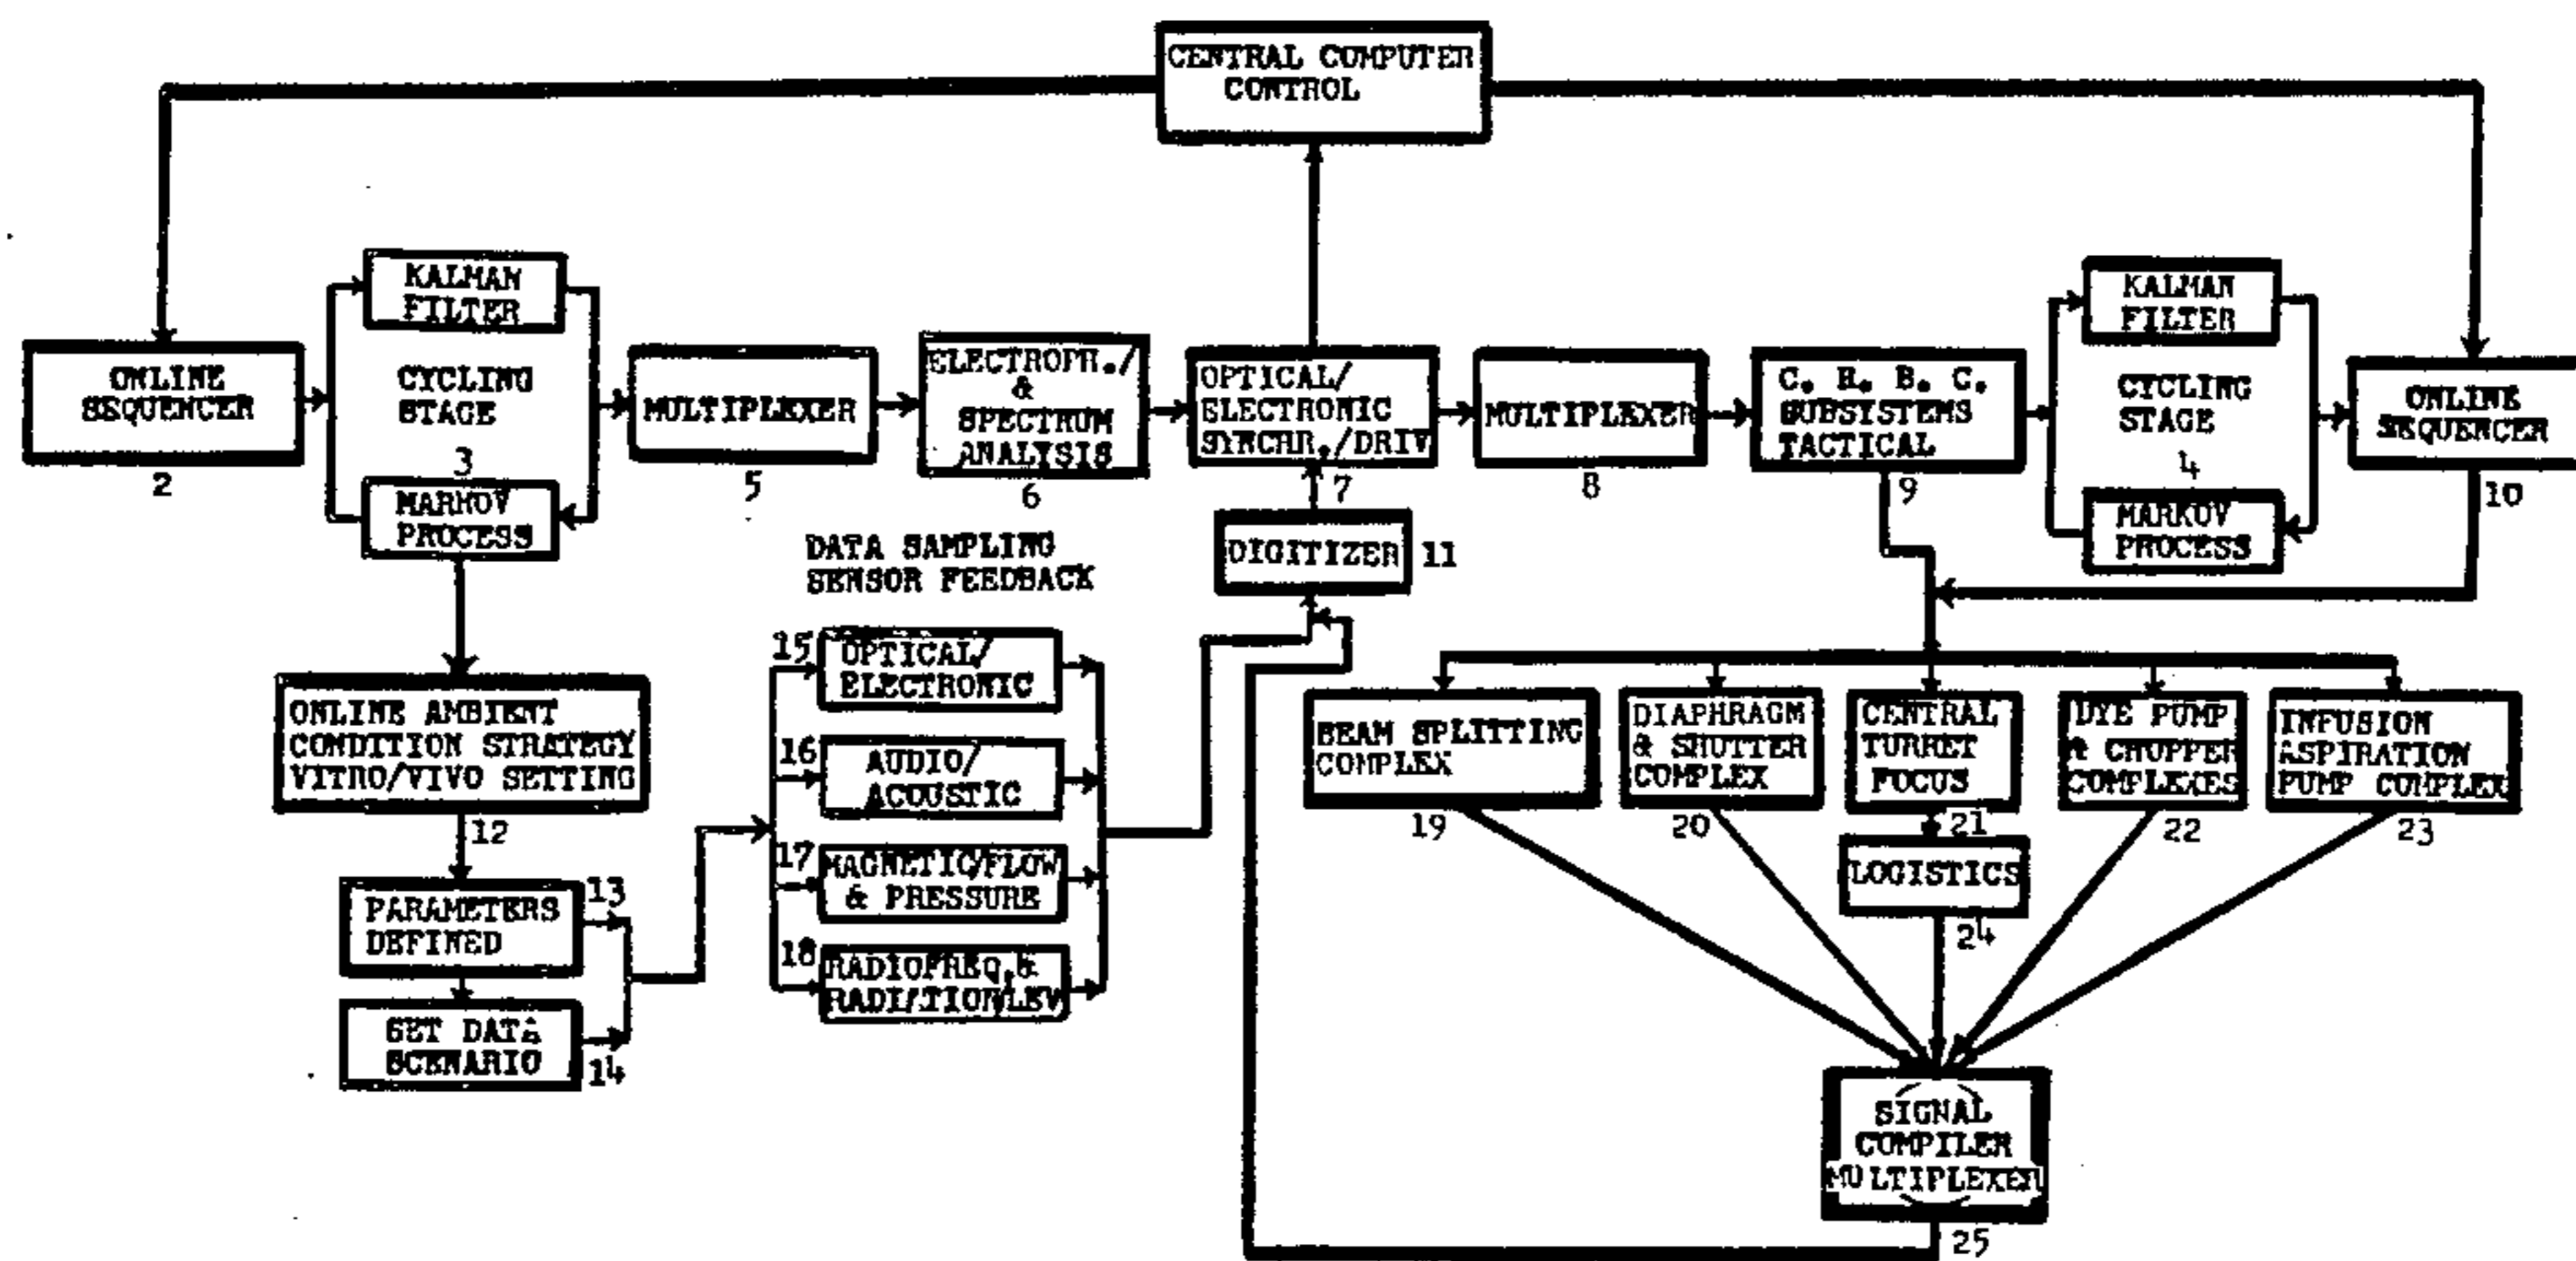 CENTRAL COMPUTER
CONTROL
KALMAN
FILTER
CYCLING
STAGE
3
MARKOV
PROCESS
ONLINE
SEQUENCER
2
MULTIPLEXER
5
ELECTROPH./
&
SPECTRUM
ANALYSIS
6
OPTICAL/
ELECTRONIC
SYNCHR./DRIV
7
MULTIPLEXER
8
C. H. B. C.
SUBSYSTEMS
TACTICAL
9
KALMAN
FILTER
CYCLING
STAGE
4
MARKOV
PROCESS
ONLINE
SEQUENCER
10
DATA SAMPLING
SENSOR FEEDBACK
DIGITIZER
11
ONLINE AMBIENT
CONDITION STRATEGY
VITRO/VIVO SETTING
12
PARAMETERS
DEFINED
13
SET DATA
SCENARIO
14
15
OPTICAL/
ELECTRONIC
16
AUDIO/
ACOUSTIC
17
MAGNETIC/FLOW
& PRESSURE
18
RADIOFREQ.&
RADIATION/LEV
BEAM SPLITTING
COMPLEX
19
DIAPHRAGM
& SHUTTER
COMPLEX
20
CENTRAL
TURRET
FOCUS
21
DYE PUMP
& CHOPPER
COMPLEXES
22
INFUSION
ASPIRATION
PUMP COMPLEX
23
LOGISTICS
24
SIGNAL
COMPILER
MULTIPLEXER
25